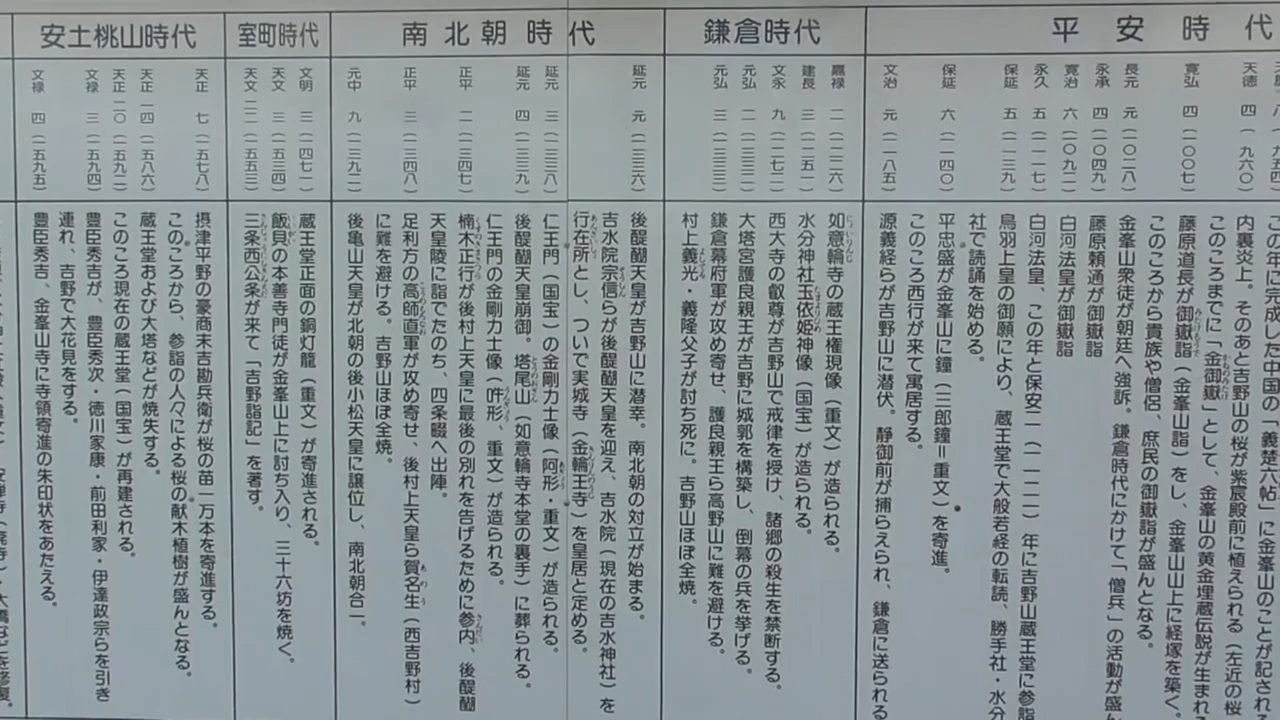 平安時代
天徳 四（九六〇）
寛弘 四（一〇〇七）
長元 元（一〇二八）
永承 四（一〇四九）
寛治 六（一〇九二）
永久 五（一一一七）
保延 五（一一三九）
保延 六（一一四〇）
文治 元（一一八五）
この年に完成した中国の「義楚六帖」に金峯山のことが記される
内裏炎上。そのあと吉野山の桜が紫宸殿前に植えられる（左近の桜
このころまでに「金御嶽」として、金峯山の黄金埋蔵伝説が生まれ
藤原道長が御嶽詣（金峯山詣）をし、金峯山山上に経塚を築く。
このころから貴族や僧侶、庶民の御嶽詣が盛んとなる。
金峯山衆徒が朝廷へ強訴。鎌倉時代にかけて「僧兵」の活動が盛ん
藤原頼通が御嶽詣
白河法皇が御嶽詣
白河法皇、この年と保安二（一一二二）年に吉野山蔵王堂に参詣
鳥羽上皇の御願により、蔵王堂で大般若経の転読、勝手社・水分
社で読誦を始める。
平忠盛が金峯山に鐘（三郎鐘＝重文）を寄進。
このころ西行が来て寓居する。
源義経らが吉野山に潜伏。静御前が捕らえられ、鎌倉に送られる
鎌倉時代
嘉禄 二（一二二六）
建長 三（一二五一）
文永 九（一二七二）
元弘 二（一三三二）
元弘 三（一三三三）
如意輪寺の蔵王権現像（重文）が造られる。
水分神社玉依姫神像（国宝）が造られる。
西大寺の叡尊が吉野山で戒律を授け、諸郷の殺生を禁断する。
大塔宮護良親王が吉野に城郭を構築し、倒幕の兵を挙げる。
鎌倉幕府軍が攻め寄せ、護良親王ら高野山に難を避ける。
村上義光・義隆父子が討ち死に。吉野山ほぼ全焼。
南北朝時代
延元 元（一三三六）
延元 三（一三三八）
延元 四（一三三九）
正平 二（一三四七）
正平 三（一三四八）
元中 九（一三九二）
後醍醐天皇が吉野山に潜幸。南北朝の対立が始まる。
吉水院宗信らが後醍醐天皇を迎え、吉水院（現在の吉水神社）を
行在所とし、ついで実城寺（金輪王寺）を皇居と定める。
仁王門（国宝）の金剛力士像（阿形・重文）が造られる。
後醍醐天皇崩御。塔尾山（如意輪寺本堂の裏手）に葬られる。
仁王門の金剛力士像（吽形、重文）が造られる。
楠木正行が後村上天皇に最後の別れを告げるために参内、後醍醐
天皇陵に詣でたのち、四条畷へ出陣。
足利方の高師直軍が攻め寄せ、後村上天皇ら賀名生（西吉野村）
に難を避ける。吉野山ほぼ全焼。
後亀山天皇が北朝の後小松天皇に譲位し、南北朝合一。
室町時代
文明 三（一四七一）
天文 三（一五三四）
天文 二二（一五五三）
蔵王堂正面の銅灯籠（重文）が寄進される。
飯貝の本善寺門徒が金峯山上に討ち入り、三十六坊を焼く。
三条西公条が来て「吉野詣記」を著す。
安土桃山時代
天正 七（一五七八）
天正 一四（一五八六）
天正 二〇（一五九二）
文禄 三（一五九四）
文禄 四（一五九五）
摂津平野の豪商末吉勘兵衛が桜の苗一万本を寄進する。
このころから、参詣の人々による桜の献木植樹が盛んとなる。
蔵王堂および大塔などが焼失する。
このころ現在の蔵王堂（国宝）が再建される。
豊臣秀吉が、豊臣秀次・徳川家康・前田利家・伊達政宗らを引き
連れ、吉野で大花見をする。
豊臣秀吉、金峯山寺に寺領寄進の朱印状をあたえる。